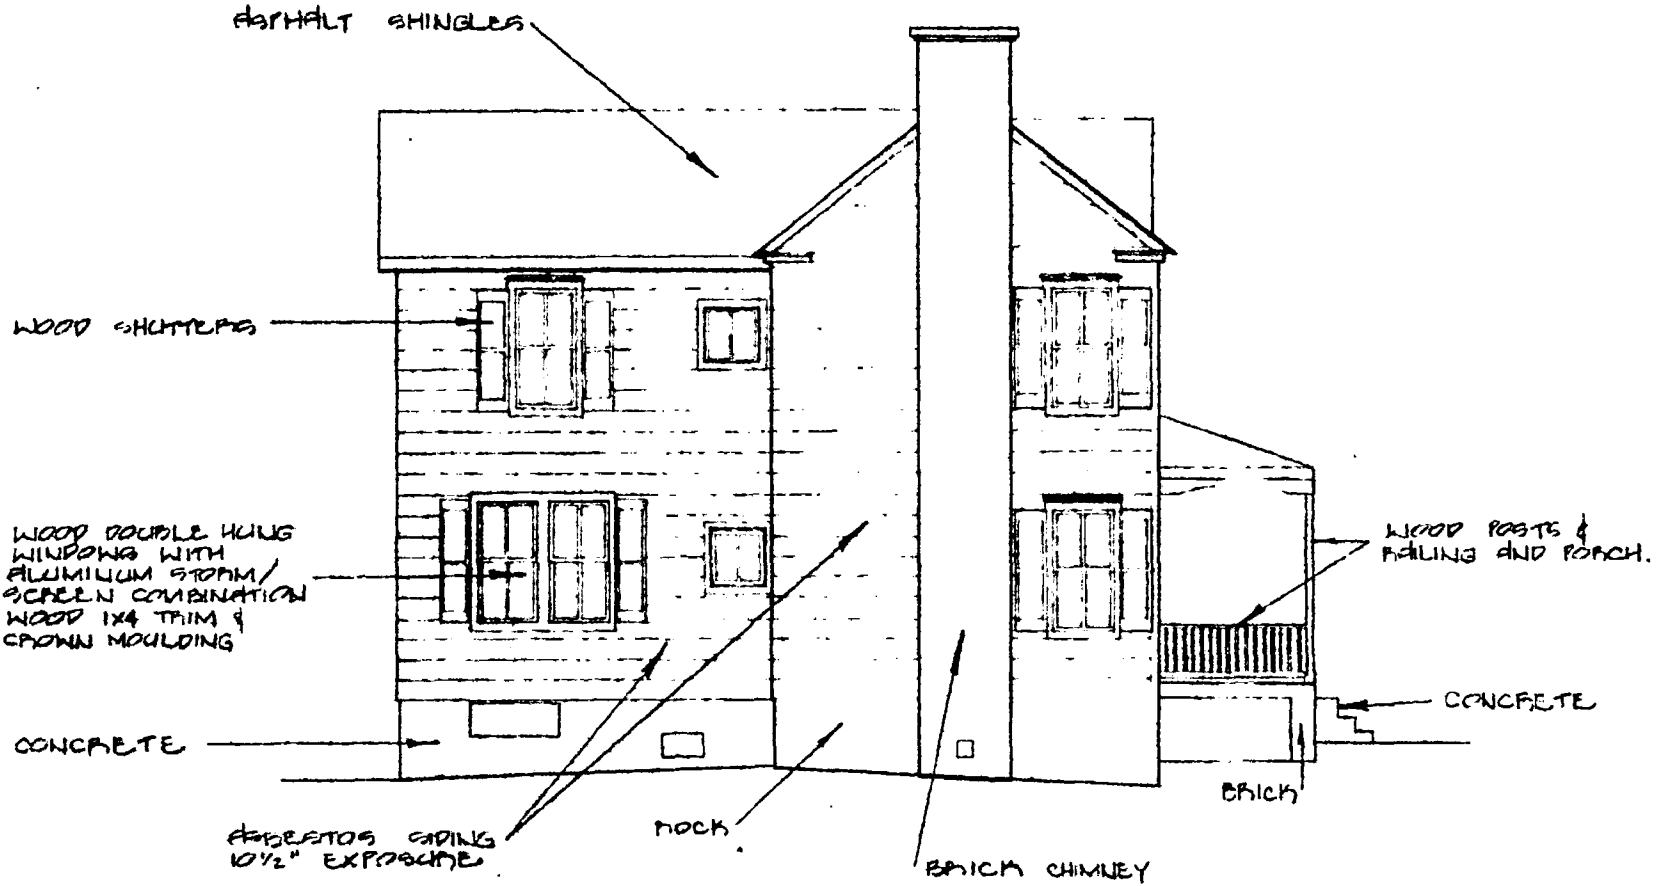 ASPHALT SHINGLES
WOOD SHUTTERS
WOOD DOUBLE HUNG
WINDOWS WITH
ALUMINUM STORM/
SCREEN COMBINATION
WOOD 1X4 TRIM &
CROWN MOULDING
WOOD POSTS &
RAILING AND PORCH.
CONCRETE
CONCRETE
BRICK
ASBESTOS SIDING
10½" EXPOSURE
ROCK
BRICK CHIMNEY